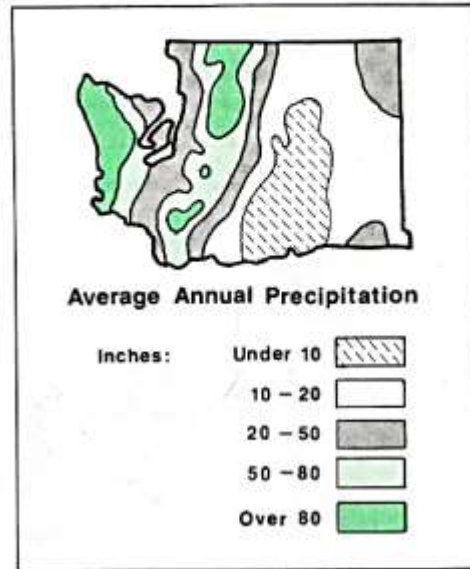 Average Annual Precipitation
Inches: Under 10
10 – 20
20 – 50
50 – 80
Over 80